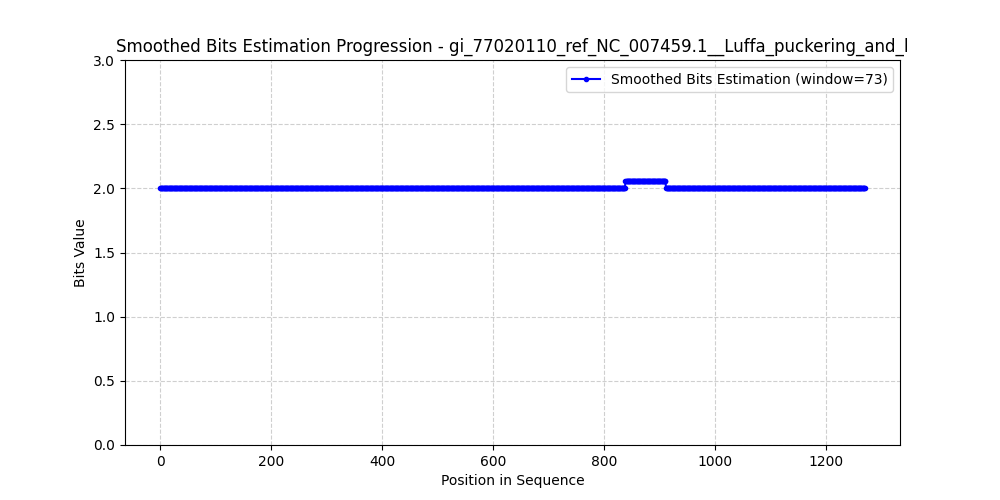 Smoothed Bits Estimation Progression - gi_77020110_ref_NC_007459.1__Luffa_puckering_and_l
Smoothed Bits Estimation (window=73)
3.0
2.5
2.0
1.5
1.0
0.5
0.0
Bits Value
0 200 400 600 800 1000 1200
Position in Sequence